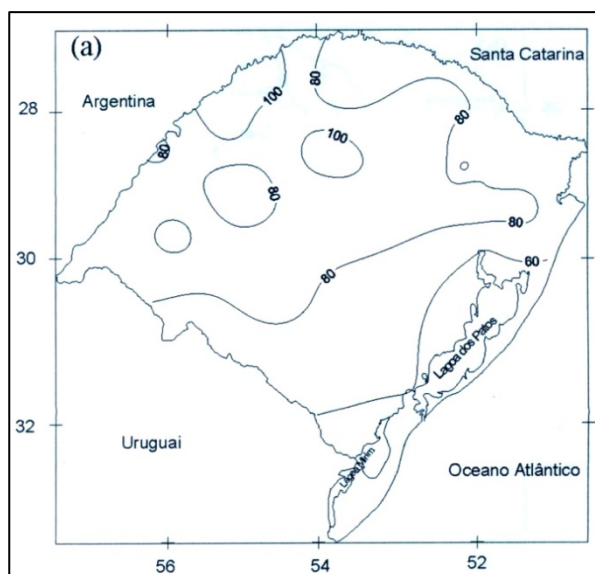 (a)
Santa Catarina
Argentina
28
80
100
80
100
80
80
80
80
30
60
Lagoa dos Patos
32
Uruguai
Lagoa Mirim
Oceano Atlântico
56
54
52